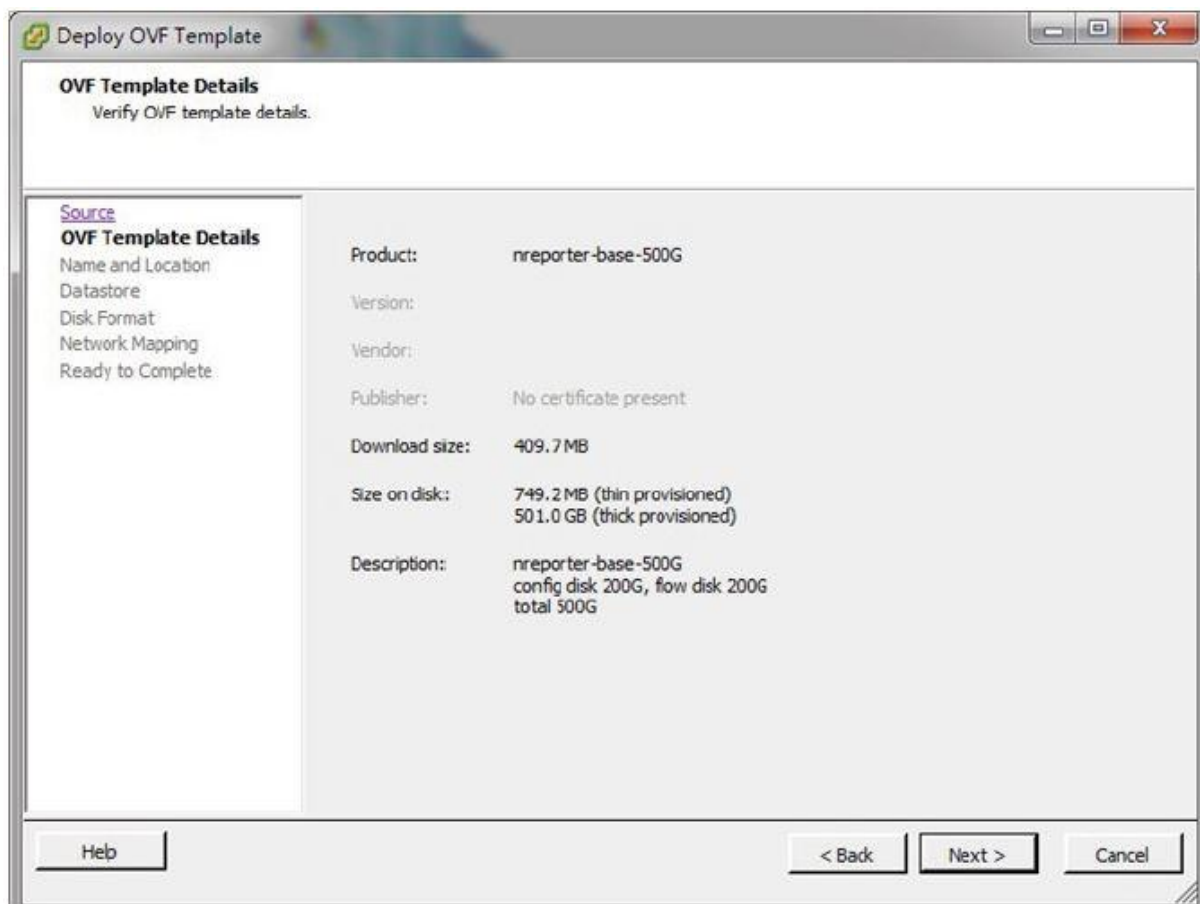 Deploy OVF Template
OVF Template Details
Verify OVF template details.
Source
OVF Template Details
Name and Location
Datastore
Disk Format
Network Mapping
Ready to Complete
Product: nreporter-base-500G
Version:
Vendor:
Publisher: No certificate present
Download size: 409.7 MB
Size on disk: 749.2 MB (thin provisioned)
501.0 GB (thick provisioned)
Description: nreporter-base-500G
config disk 200G, flow disk 200G
total 500G
Help
< Back
Next >
Cancel